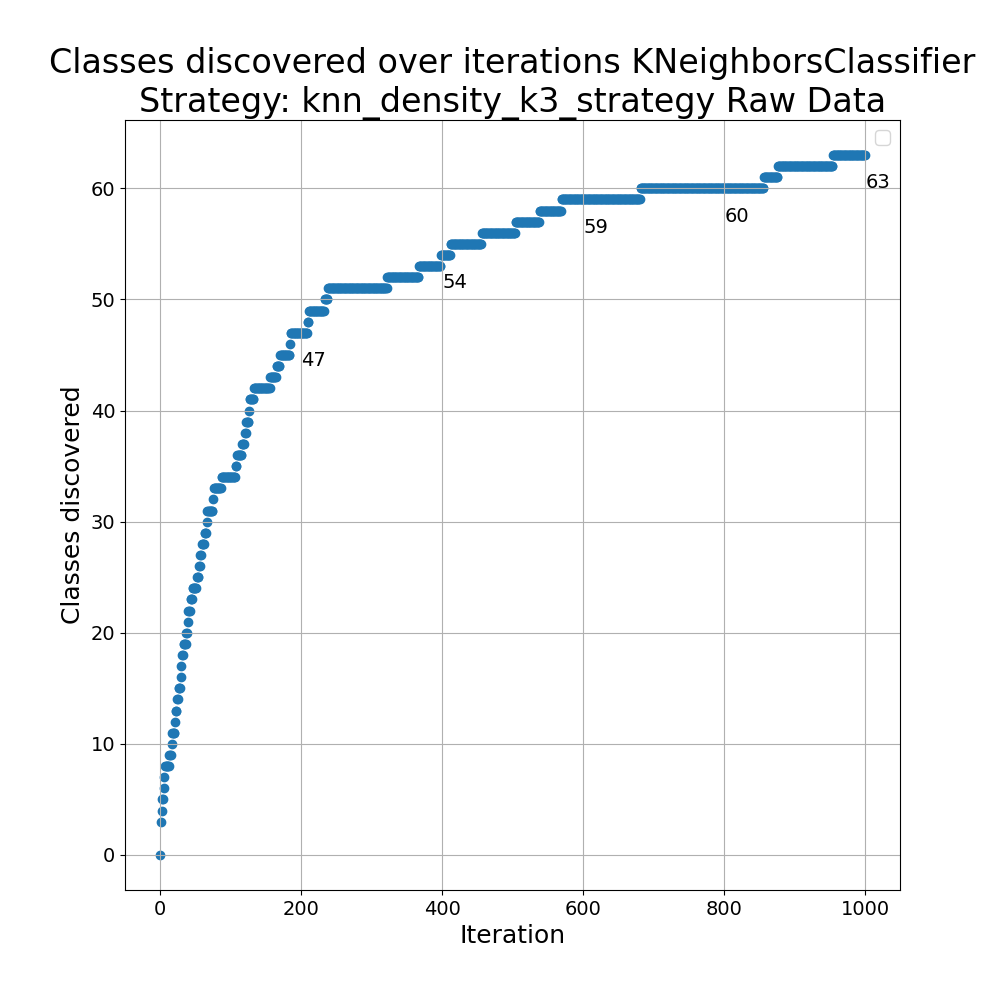 Classes discovered over iterations KNeighborsClassifier
Strategy: knn_density_k3_strategy Raw Data
63
60
60
59
54
50
47
40
30
20
10
0
Classes discovered
0 200 400 600 800 1000
Iteration